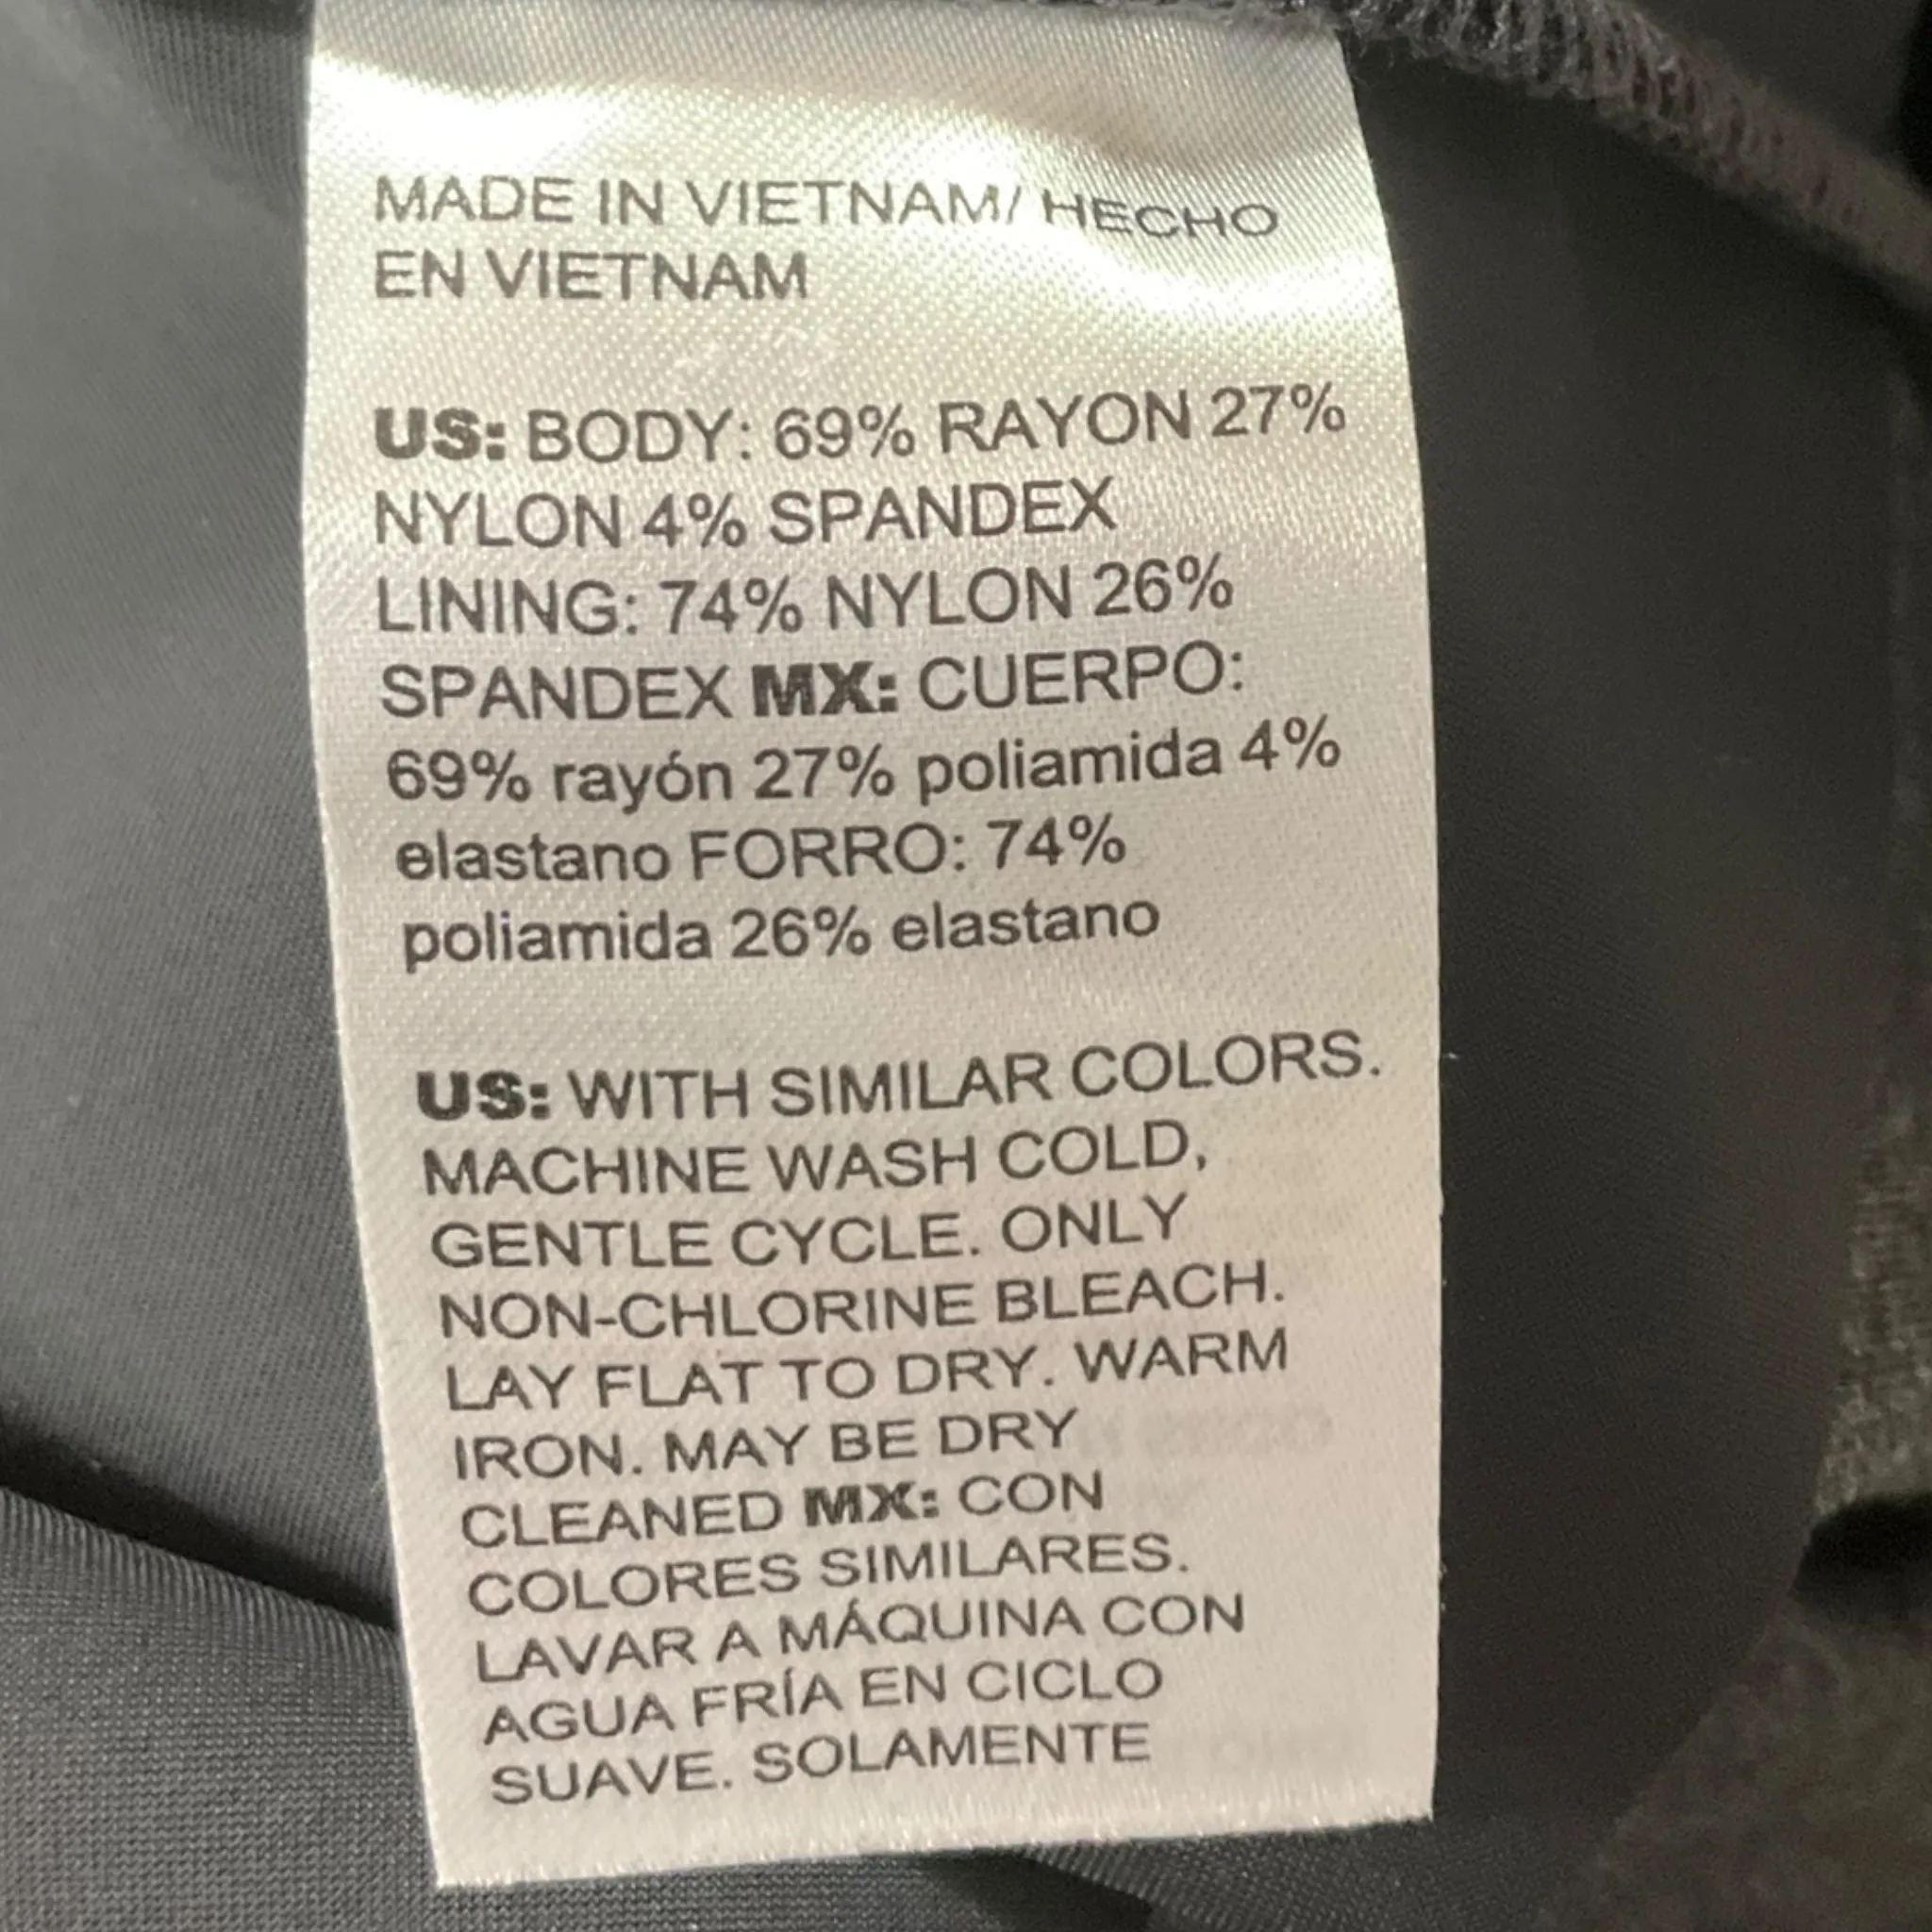 MADE IN VIETNAM/ HECHO
EN VIETNAM
US: BODY: 69% RAYON 27%
NYLON 4% SPANDEX
LINING: 74% NYLON 26%
SPANDEX MX: CUERPO:
69% rayón 27% poliamida 4%
elastano FORRO: 74%
poliamida 26% elastano
US: WITH SIMILAR COLORS.
MACHINE WASH COLD,
GENTLE CYCLE. ONLY
NON-CHLORINE BLEACH.
LAY FLAT TO DRY. WARM
IRON. MAY BE DRY
CLEANED MX: CON
COLORES SIMILARES.
LAVAR A MÁQUINA CON
AGUA FRÍA EN CICLO
SUAVE. SOLAMENTE